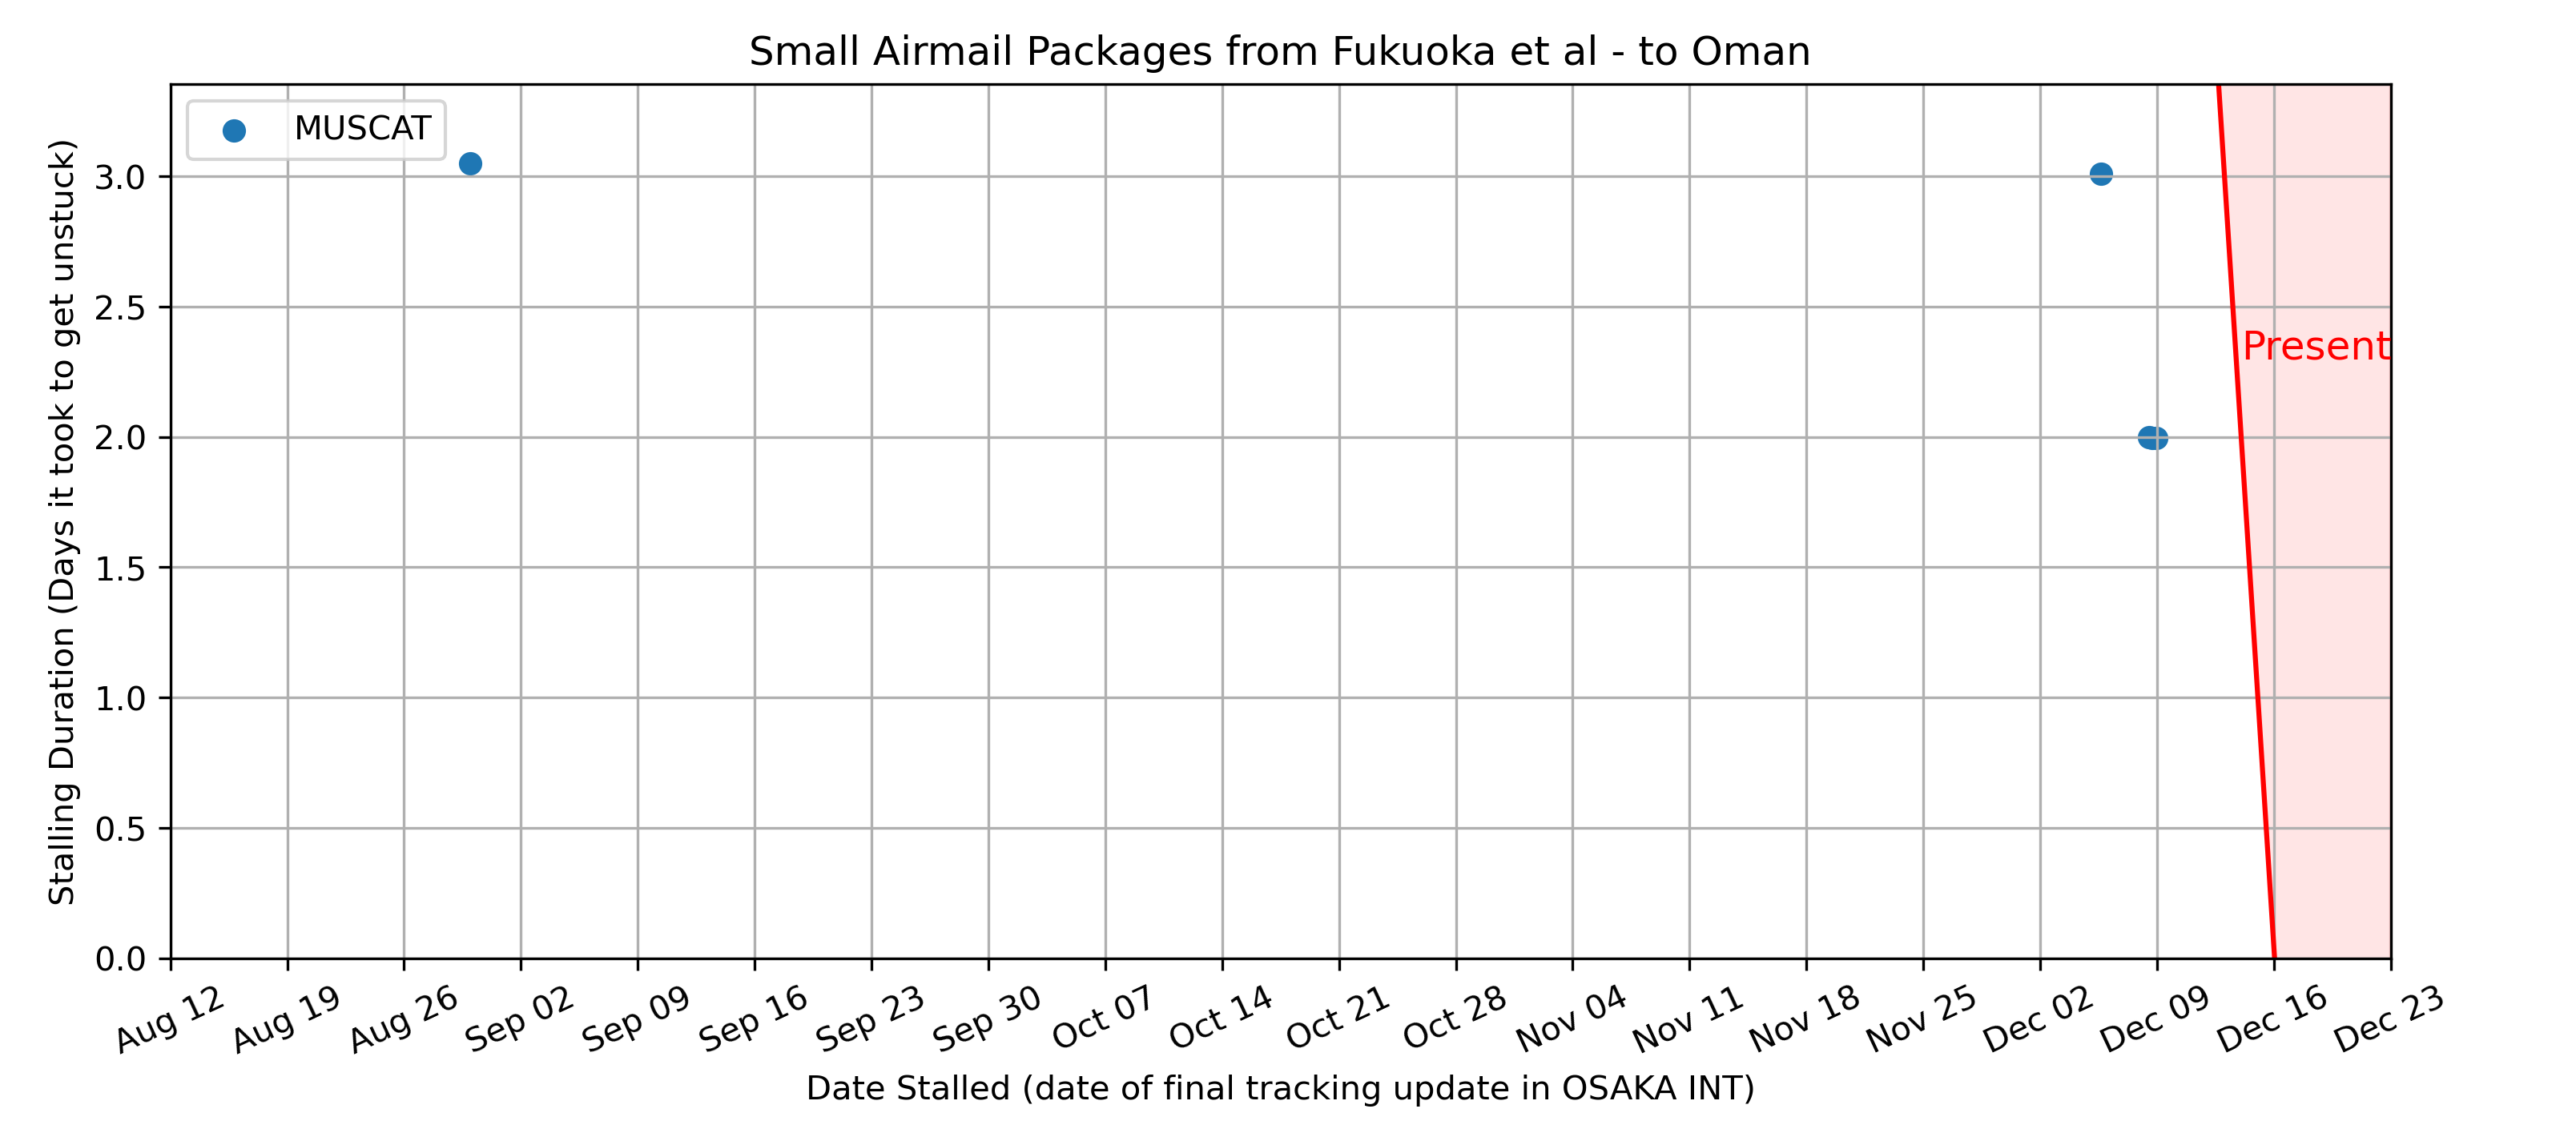 Small Airmail Packages from Fukuoka et al - to Oman
MUSCAT
Stalling Duration (Days it took to get unstuck)
3.0
2.5
2.0
1.5
1.0
0.5
0.0
Present
Aug 12
Aug 19
Aug 26
Sep 02
Sep 09
Sep 16
Sep 23
Sep 30
Oct 07
Oct 14
Oct 21
Oct 28
Nov 04
Nov 11
Nov 18
Nov 25
Dec 02
Dec 09
Dec 16
Dec 23
Date Stalled (date of final tracking update in OSAKA INT)